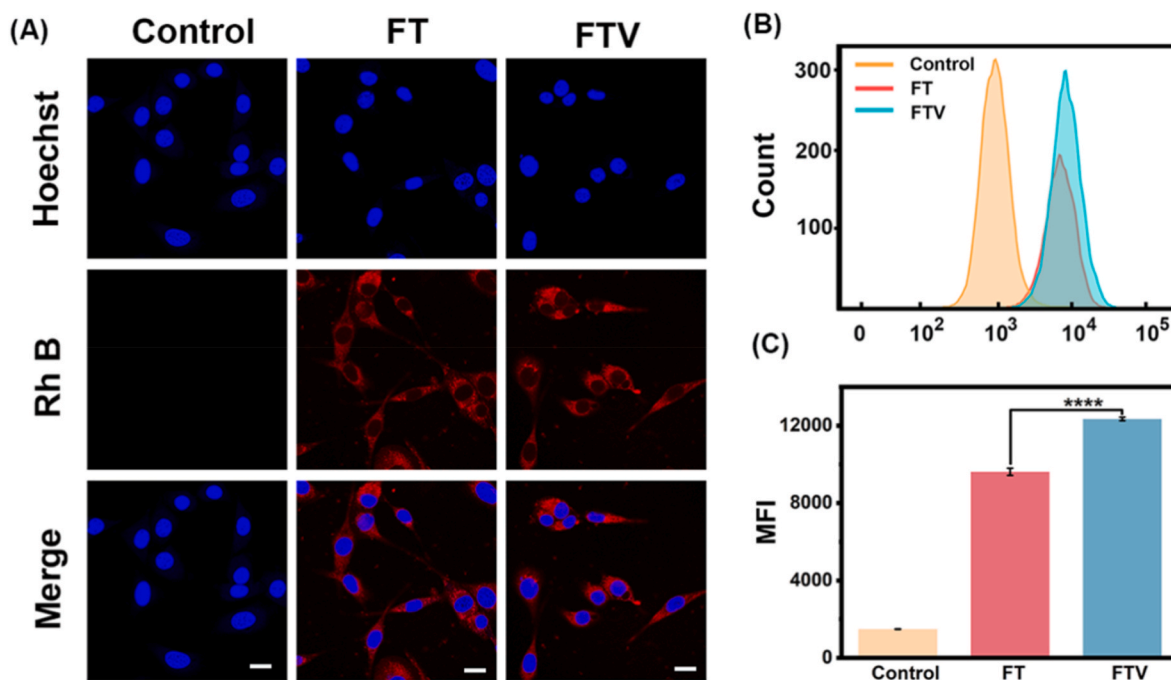 (A)
Control FT FTV
Hoechst
Rh B
Merge
(B)
Control
FT
FTV
Count
300
200
100
0 10² 10³ 10⁴ 10⁵
(C)
****
MFI
12000
8000
4000
0
Control FT FTV